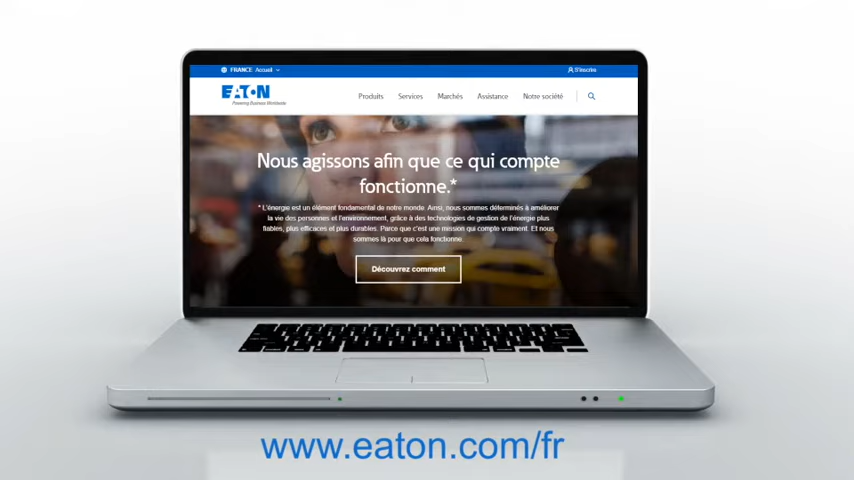 FRANCE Accueil
S'inscrire
EATON
Powering Business Worldwide
Produits Services Marchés Assistance Notre société
Nous agissons afin que ce qui compte
fonctionne.*
* L'énergie est un élément fondamental de notre monde. Ainsi, nous sommes déterminés à améliorer
la vie des personnes et l'environnement, grâce à des technologies de gestion de l'énergie plus
fiables, plus efficaces et plus durables. Parce que c'est une mission qui compte vraiment. Et nous
sommes là pour que cela fonctionne.
Découvrez comment
www.eaton.com/fr